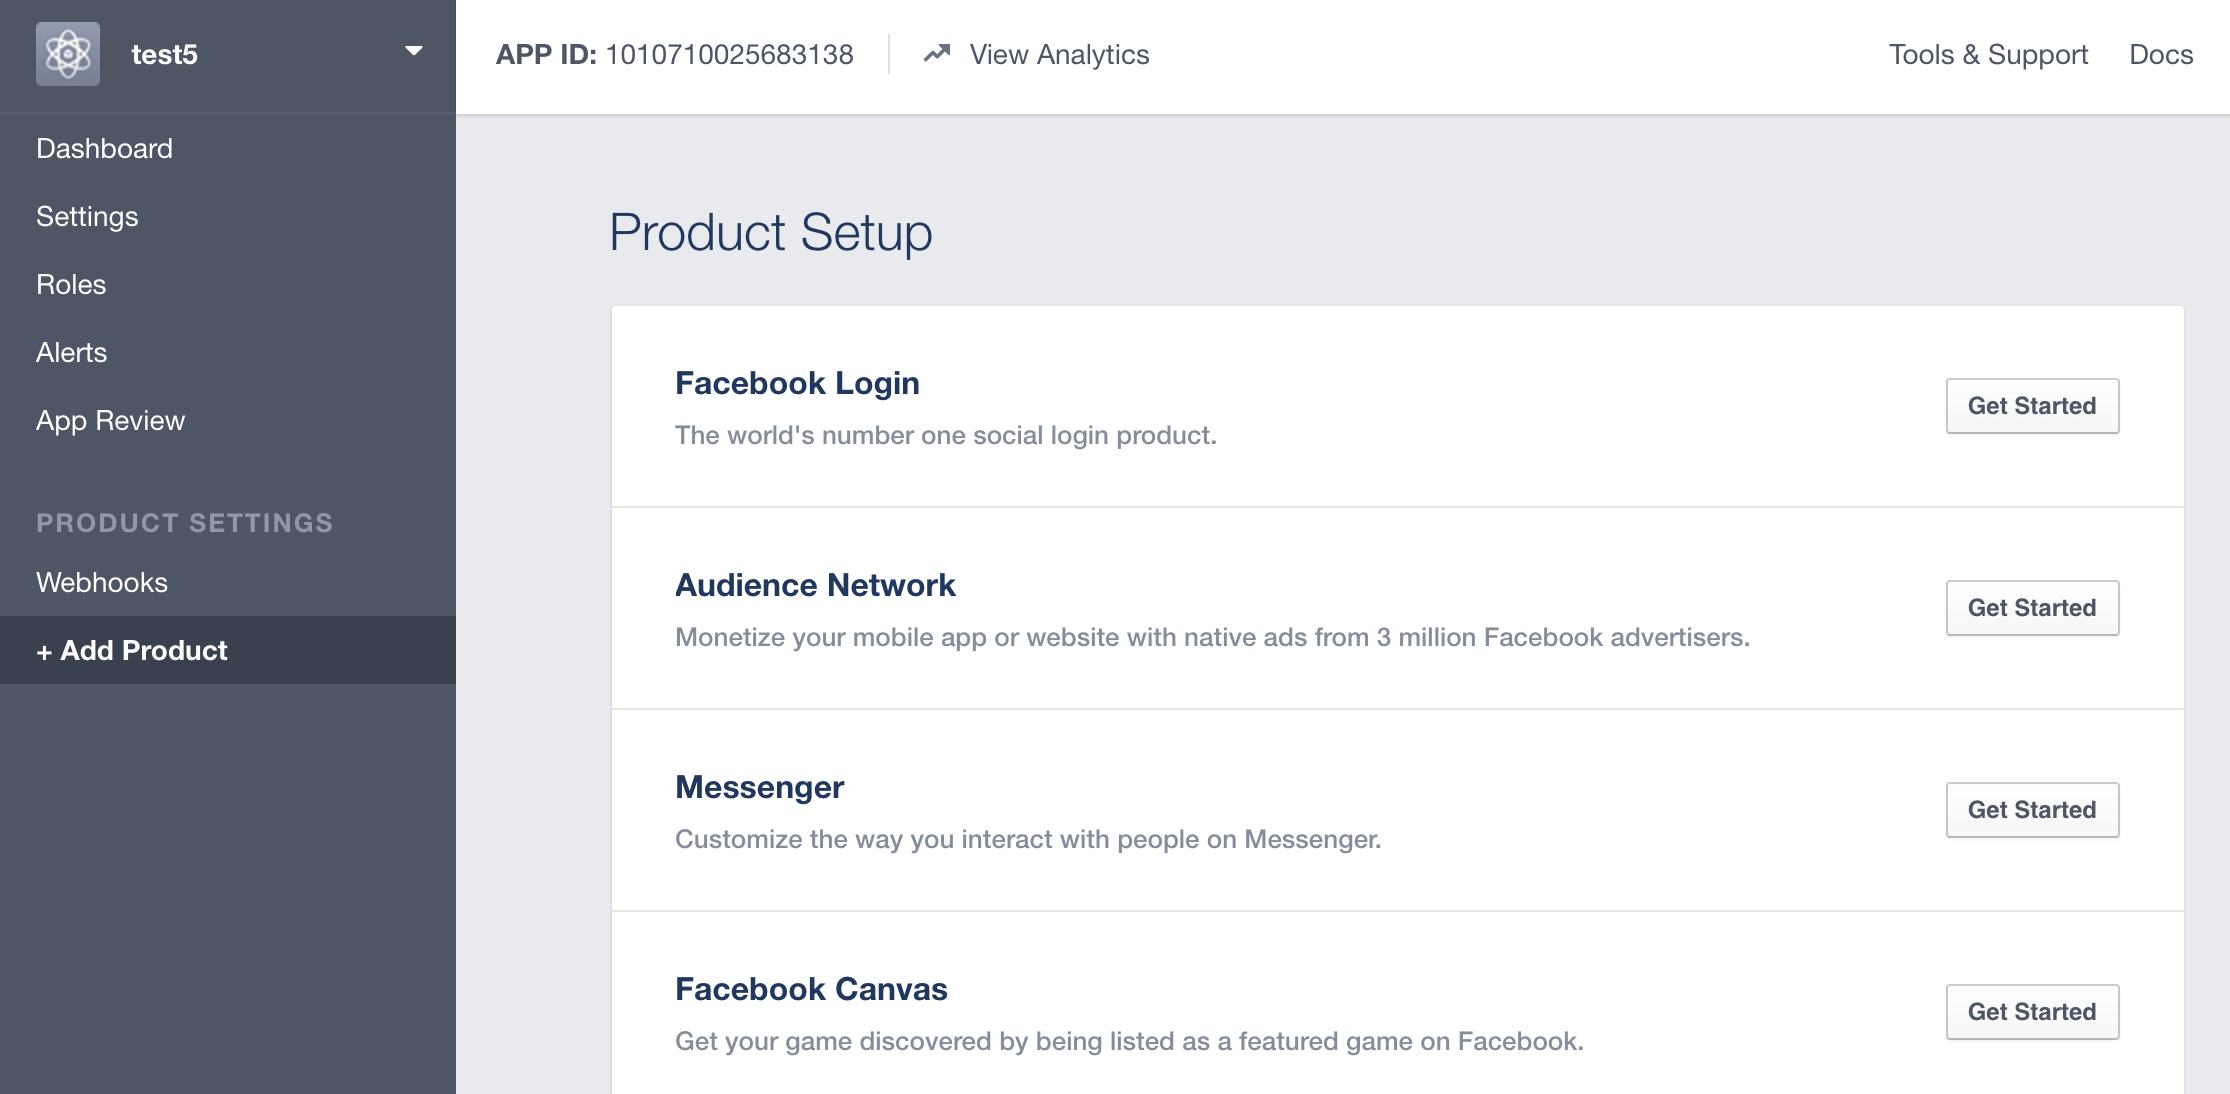 test5
APP ID: 1010710025683138
View Analytics
Tools & Support
Docs
Dashboard
Settings
Roles
Alerts
App Review
PRODUCT SETTINGS
Webhooks
+ Add Product
Product Setup
Facebook Login
The world's number one social login product.
Get Started
Audience Network
Monetize your mobile app or website with native ads from 3 million Facebook advertisers.
Get Started
Messenger
Customize the way you interact with people on Messenger.
Get Started
Facebook Canvas
Get your game discovered by being listed as a featured game on Facebook.
Get Started